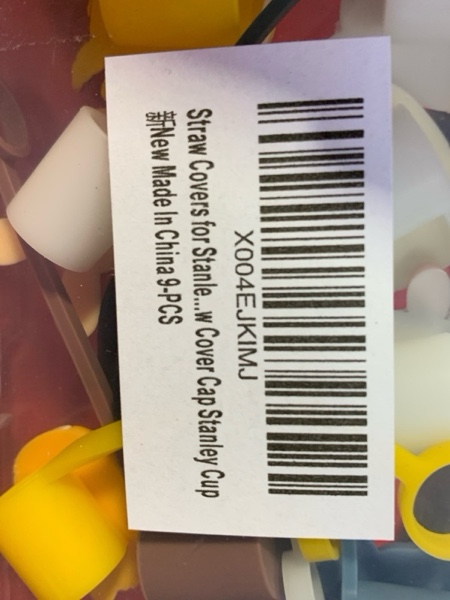 X004EJKIMJ
Straw Covers for Stanle...w Cover Cap Stanley Cup
新New Made In China 9-PCS